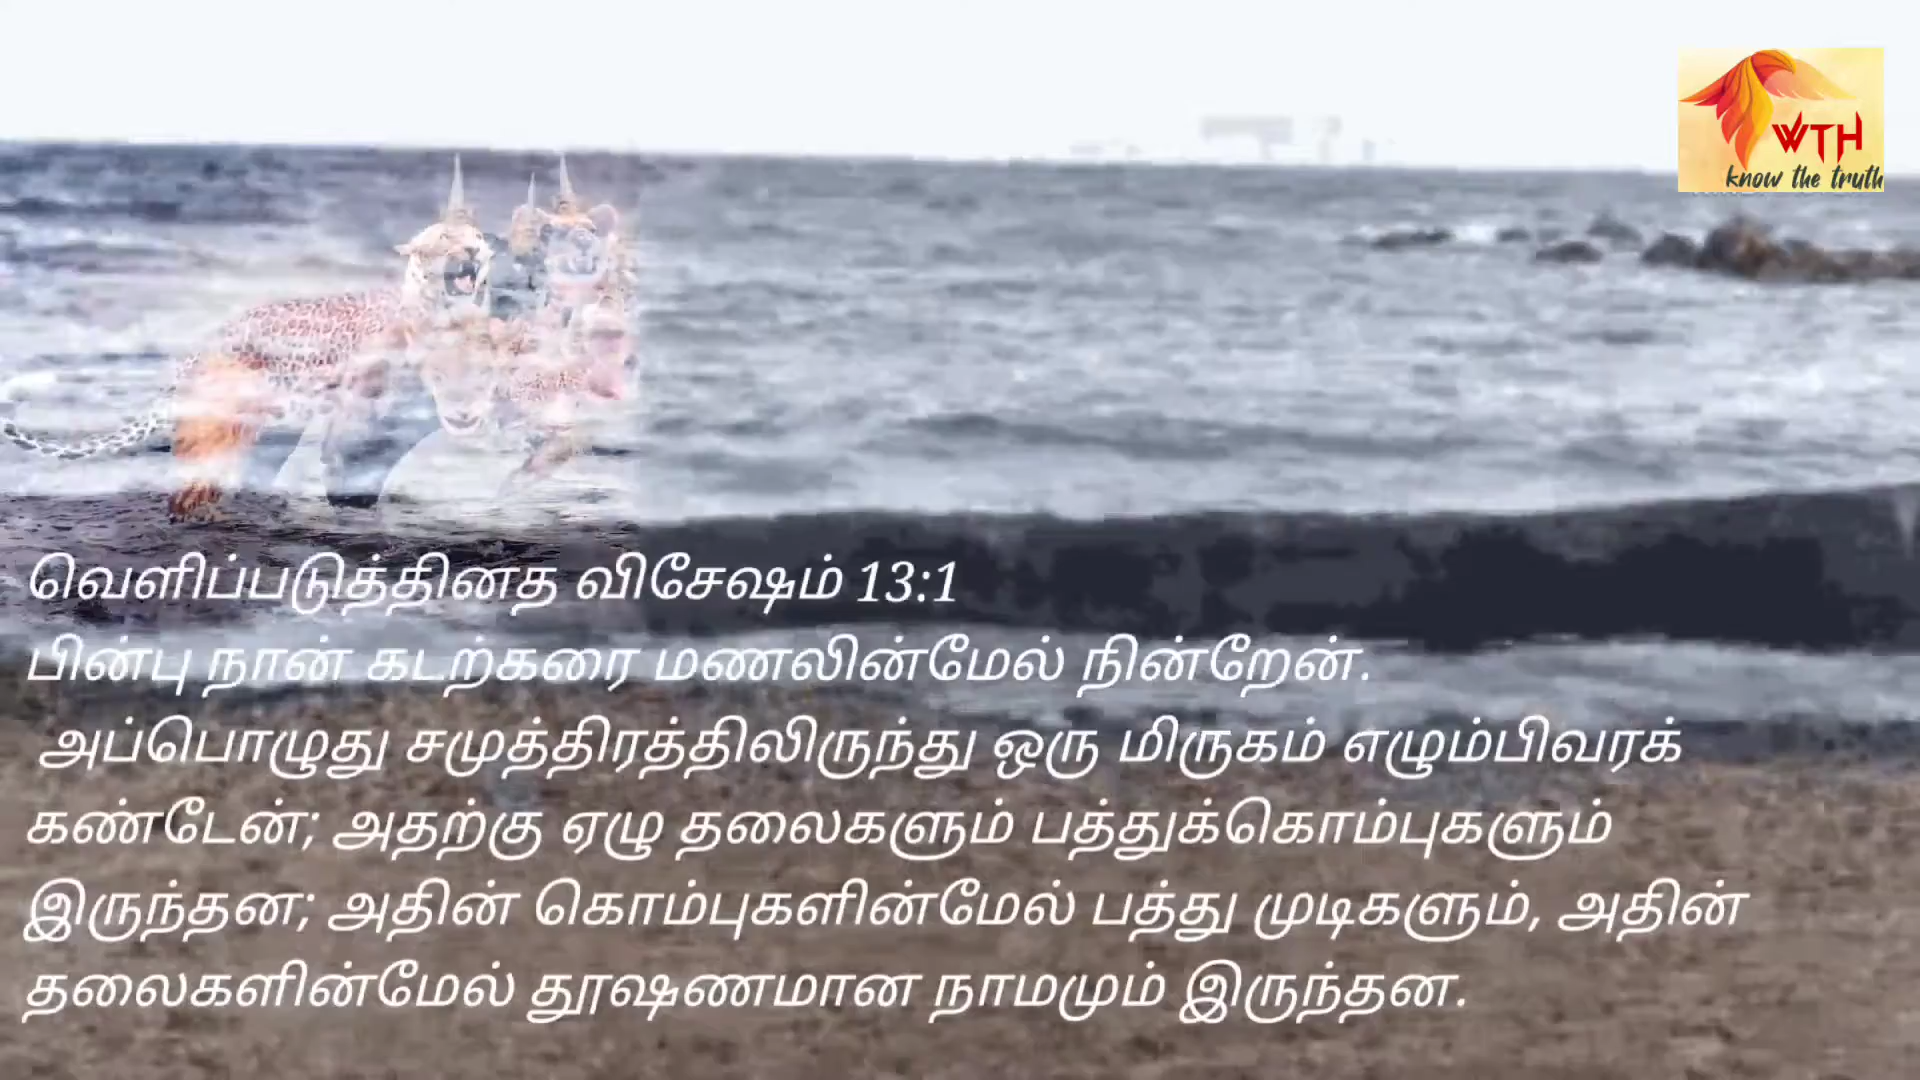 WTH
know the truth
வெளிப்படுத்தினத விசேஷம் 13:1
பின்பு நான் கடற்கரை மணலின்மேல் நின்றேன்.
அப்பொழுது சமுத்திரத்திலிருந்து ஒரு மிருகம் எழும்பிவரக்
கண்டேன்; அதற்கு ஏழு தலைகளும் பத்துக்கொம்புகளும்
இருந்தன; அதின் கொம்புகளின்மேல் பத்து முடிகளும், அதின்
தலைகளின்மேல் தூஷணமான நாமமும் இருந்தன.